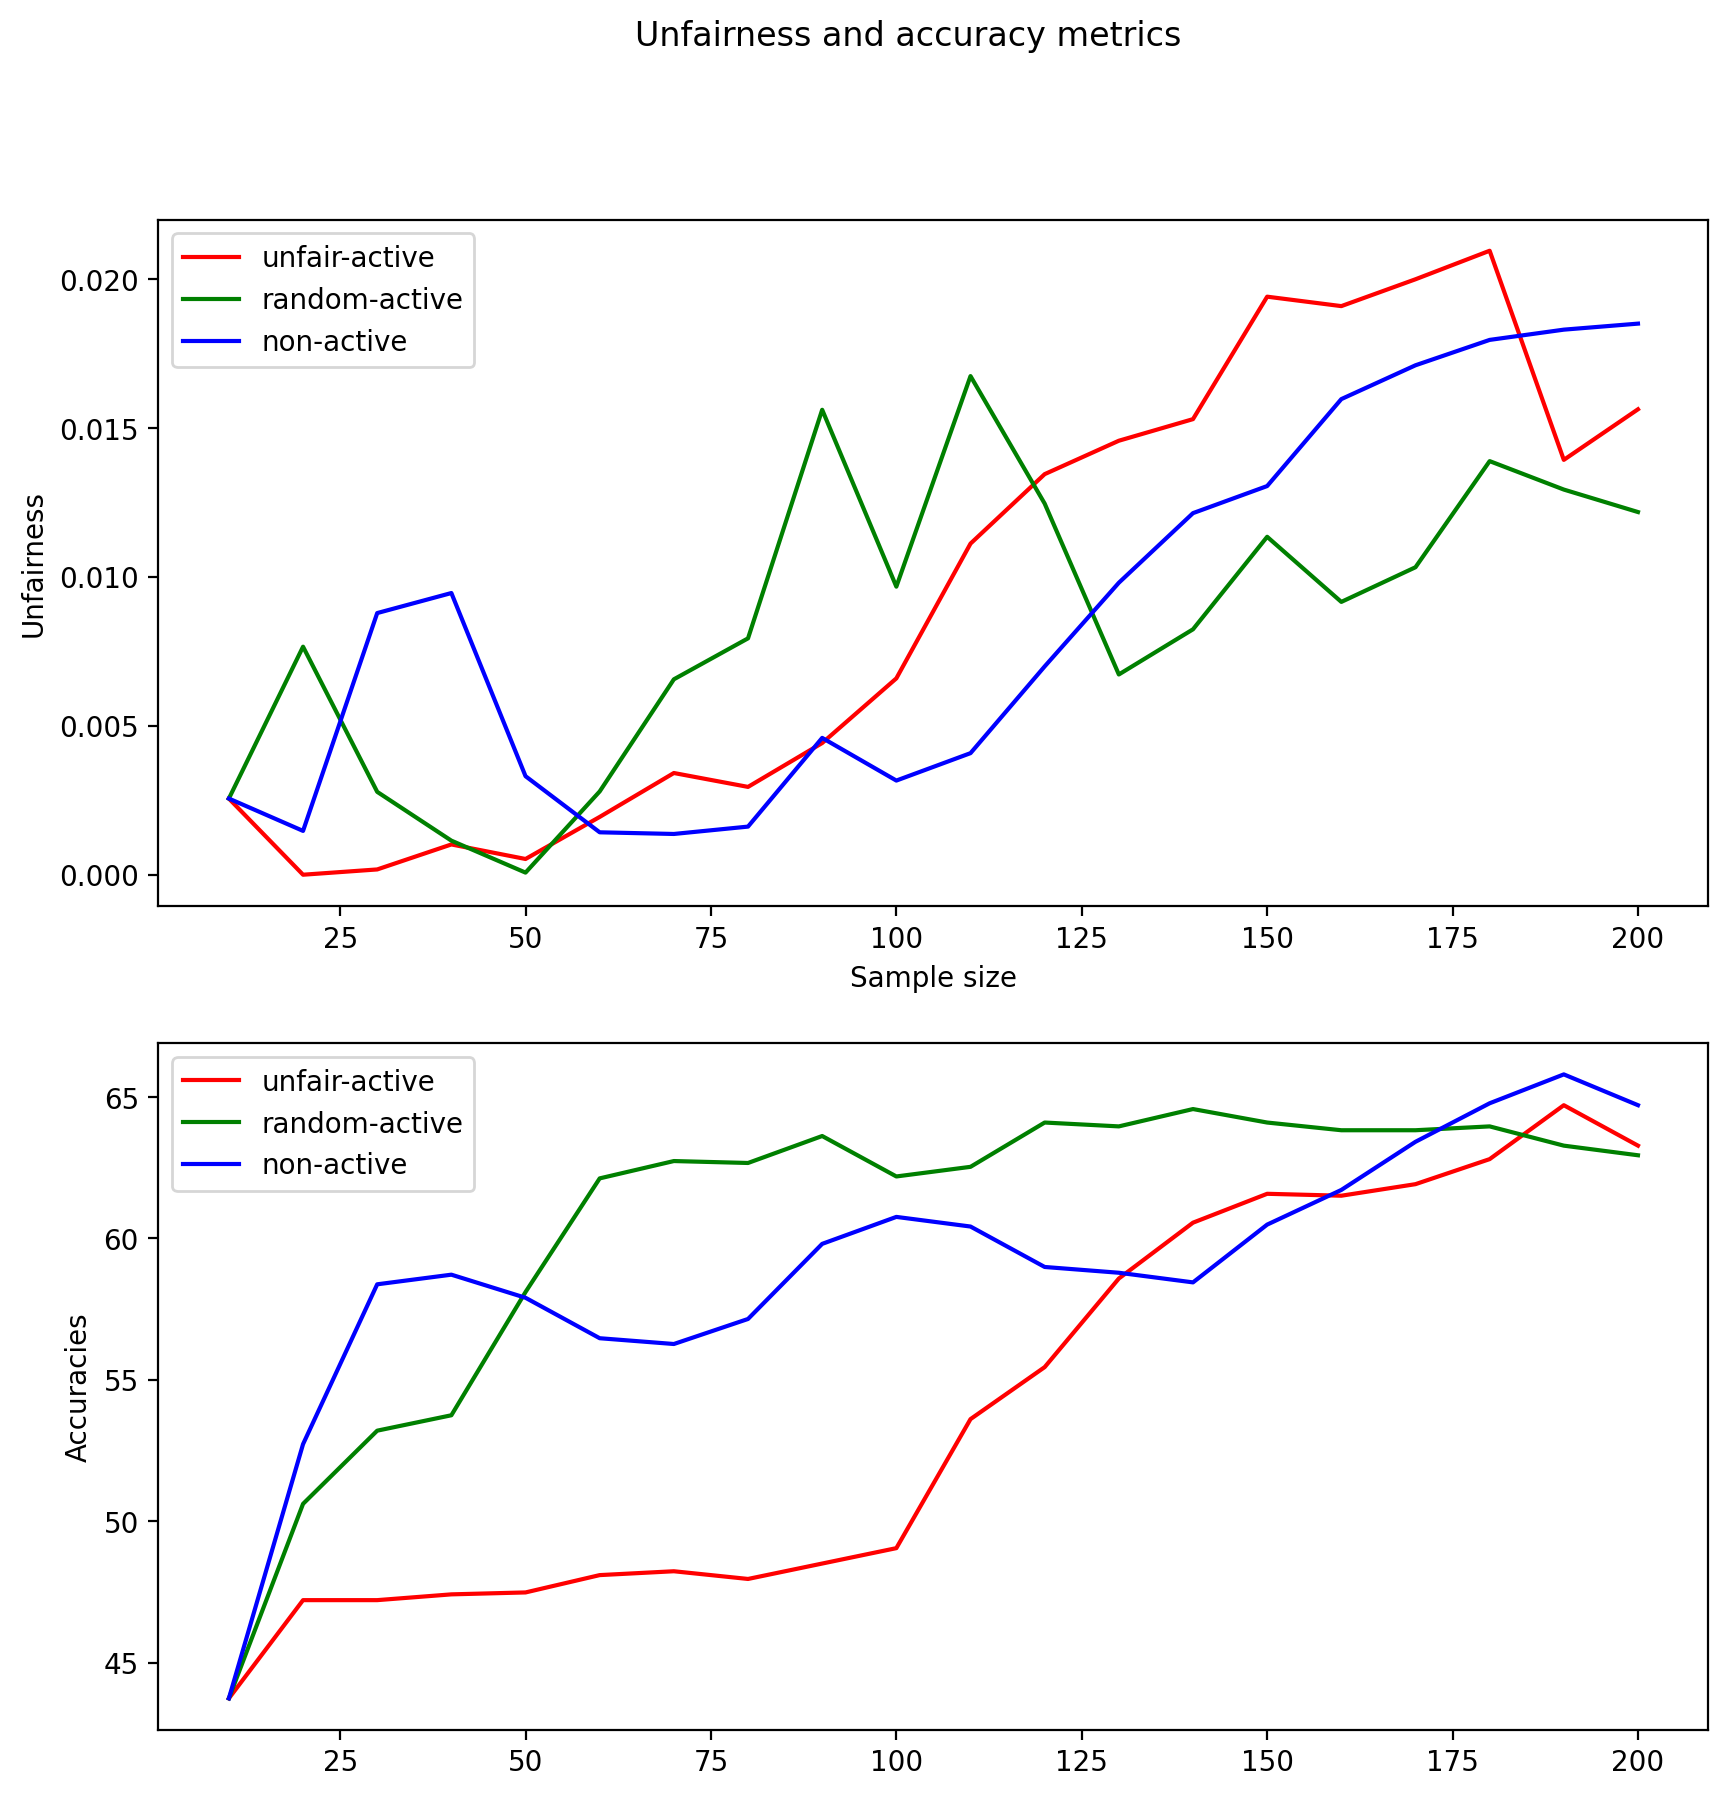 Unfairness and accuracy metrics
unfair-active
random-active
non-active
0.020
0.015
0.010
0.005
0.000
Unfairness
25 50 75 100 125 150 175 200
Sample size
unfair-active
random-active
non-active
65
60
55
50
45
Accuracies
25 50 75 100 125 150 175 200